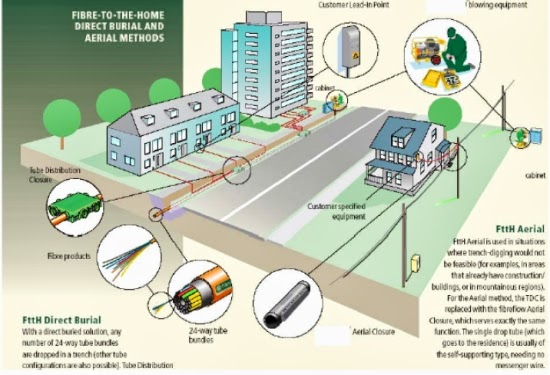 FIBRE-TO-THE-HOME
DIRECT BURIAL AND
AERIAL METHODS
Customer Lead-In Point
blowing equipment
cabinet
cabinet
Tube Distribution
Closure
Customer specified
equipment
Fibre products
24-way tube
bundles
Aerial Closure
FttH Direct Burial
With a direct buried solution, any
number of 24-way tube bundles
are dropped in a trench (other tube
configurations are also possible). Tube Distribution
FttH Aerial
FttH Aerial is used in situations
where trench-digging would not
be feasible (for example, in areas
that already have construction/
buildings, or in mountainous regions).
For the Aerial method, the TDC is
replaced with the fibreflow Aerial
Closure, which serves exactly the same
function. The single drop tube (which
goes to the residence) is usually of
the self-supporting type, needing no
messenger wire.